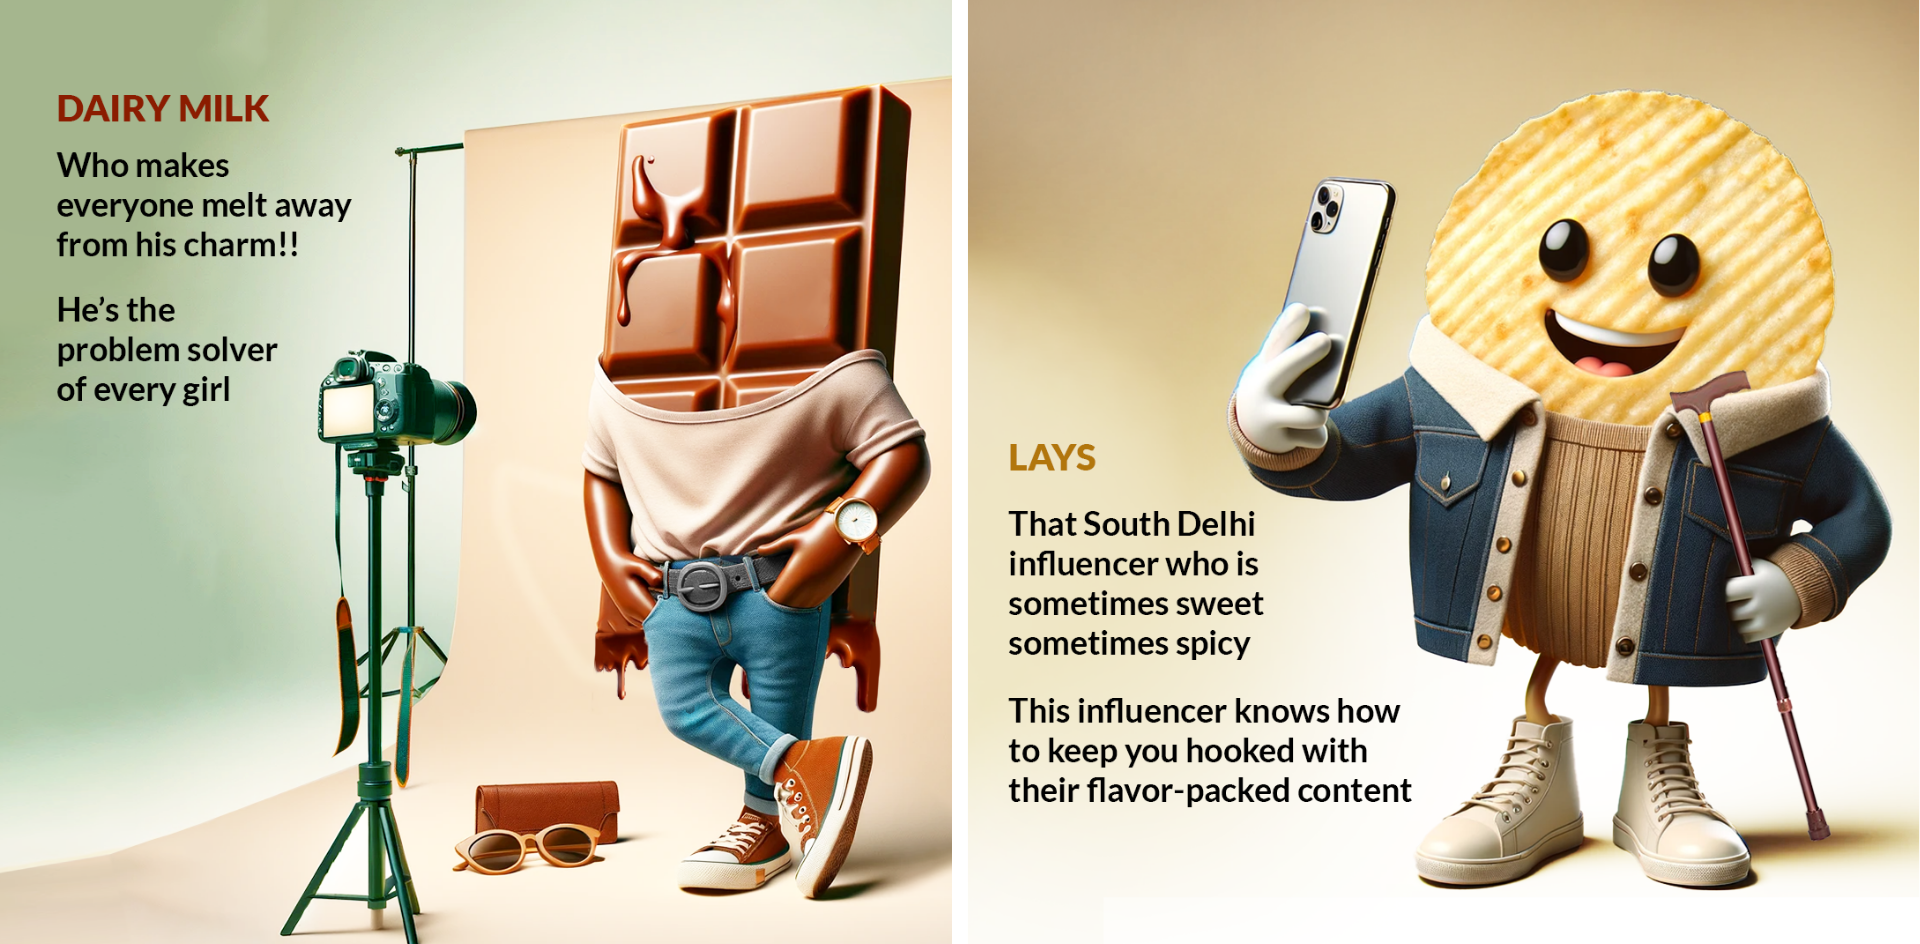 DAIRY MILK
Who makes
everyone melt away
from his charm!!
He’s the
problem solver
of every girl
LAYS
That South Delhi
influencer who is
sometimes sweet
sometimes spicy
This influencer knows how
to keep you hooked with
their flavor-packed content